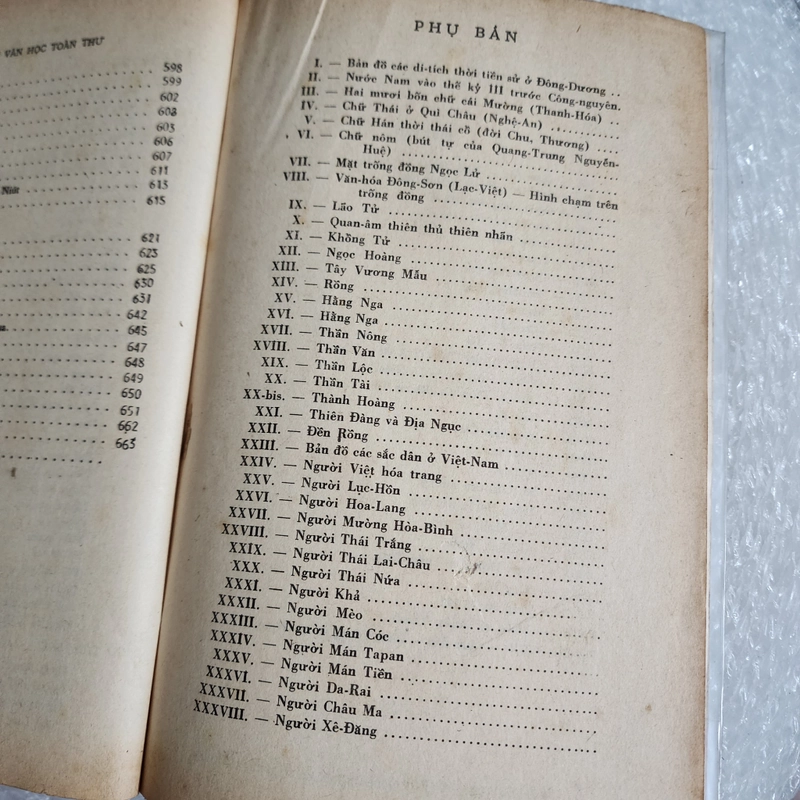 VĂN HỌC TOÀN THƯ
598
599
602
603
603
606
607
611
Nhứt 613
615
621
623
625
630
631
642
645
647
648
649
650
651
662
663
PHỤ BẢN
I. — Bản đồ các di-tích thời tiền sử ở Đông-Dương ..
II. — Nước Nam vào thế kỷ III trước Công-nguyên.
III. — Hai mươi bốn chữ cái Mường (Thanh-Hóa) ..
IV. — Chữ Thái ở Quì Châu (Nghệ-An) ............
V. — Chữ Hán thời thái cổ (đời Chu, Thương) ....
VI. — Chữ nôm (bút tự của Quang-Trung Nguyễn-
Huệ) ....................
VII. — Mặt trống đồng Ngọc Lử ....................
VIII. — Văn-hóa Đông-Sơn (Lạc-Việt) — Hình chạm trên
trống đồng ....................
IX. — Lão Tử ....................
X. — Quan-âm thiên thủ thiên nhãn ...............
XI. — Khổng Tử ....................
XII. — Ngọc Hoàng ....................
XIII. — Tây Vương Mẫu ....................
XIV. — Rồng ....................
XV. — Hằng Nga ....................
XVI. — Hằng Nga ....................
XVII. — Thần Nông ....................
XVIII. — Thần Văn ....................
XIX. — Thần Lộc ....................
XX. — Thần Tài ....................
XX-bis. — Thành Hoàng ....................
XXI. — Thiên Đàng và Địa Ngục ....................
XXII. — Đền Rồng ....................
XXIII. — Bản đồ các sắc dân ở Việt-Nam ...............
XXIV. — Người Việt hóa trang ....................
XXV. — Người Lục-Hồn ....................
XXVI. — Người Hoa-Lang ....................
XXVII. — Người Mường Hòa-Bình ....................
XXVIII. — Người Thái Trắng ....................
XXIX. — Người Thái Lai-Châu ....................
XXX. — Người Thái Nứa ....................
XXXI. — Người Khả ....................
XXXII. — Người Mèo ....................
XXXIII. — Người Mán Cóc ....................
XXXIV. — Người Mán Tapan ....................
XXXV. — Người Mán Tiền ....................
XXXVI. — Người Da-Rai ....................
XXXVII. — Người Châu Ma ....................
XXXVIII. — Người Xê-Đăng ....................